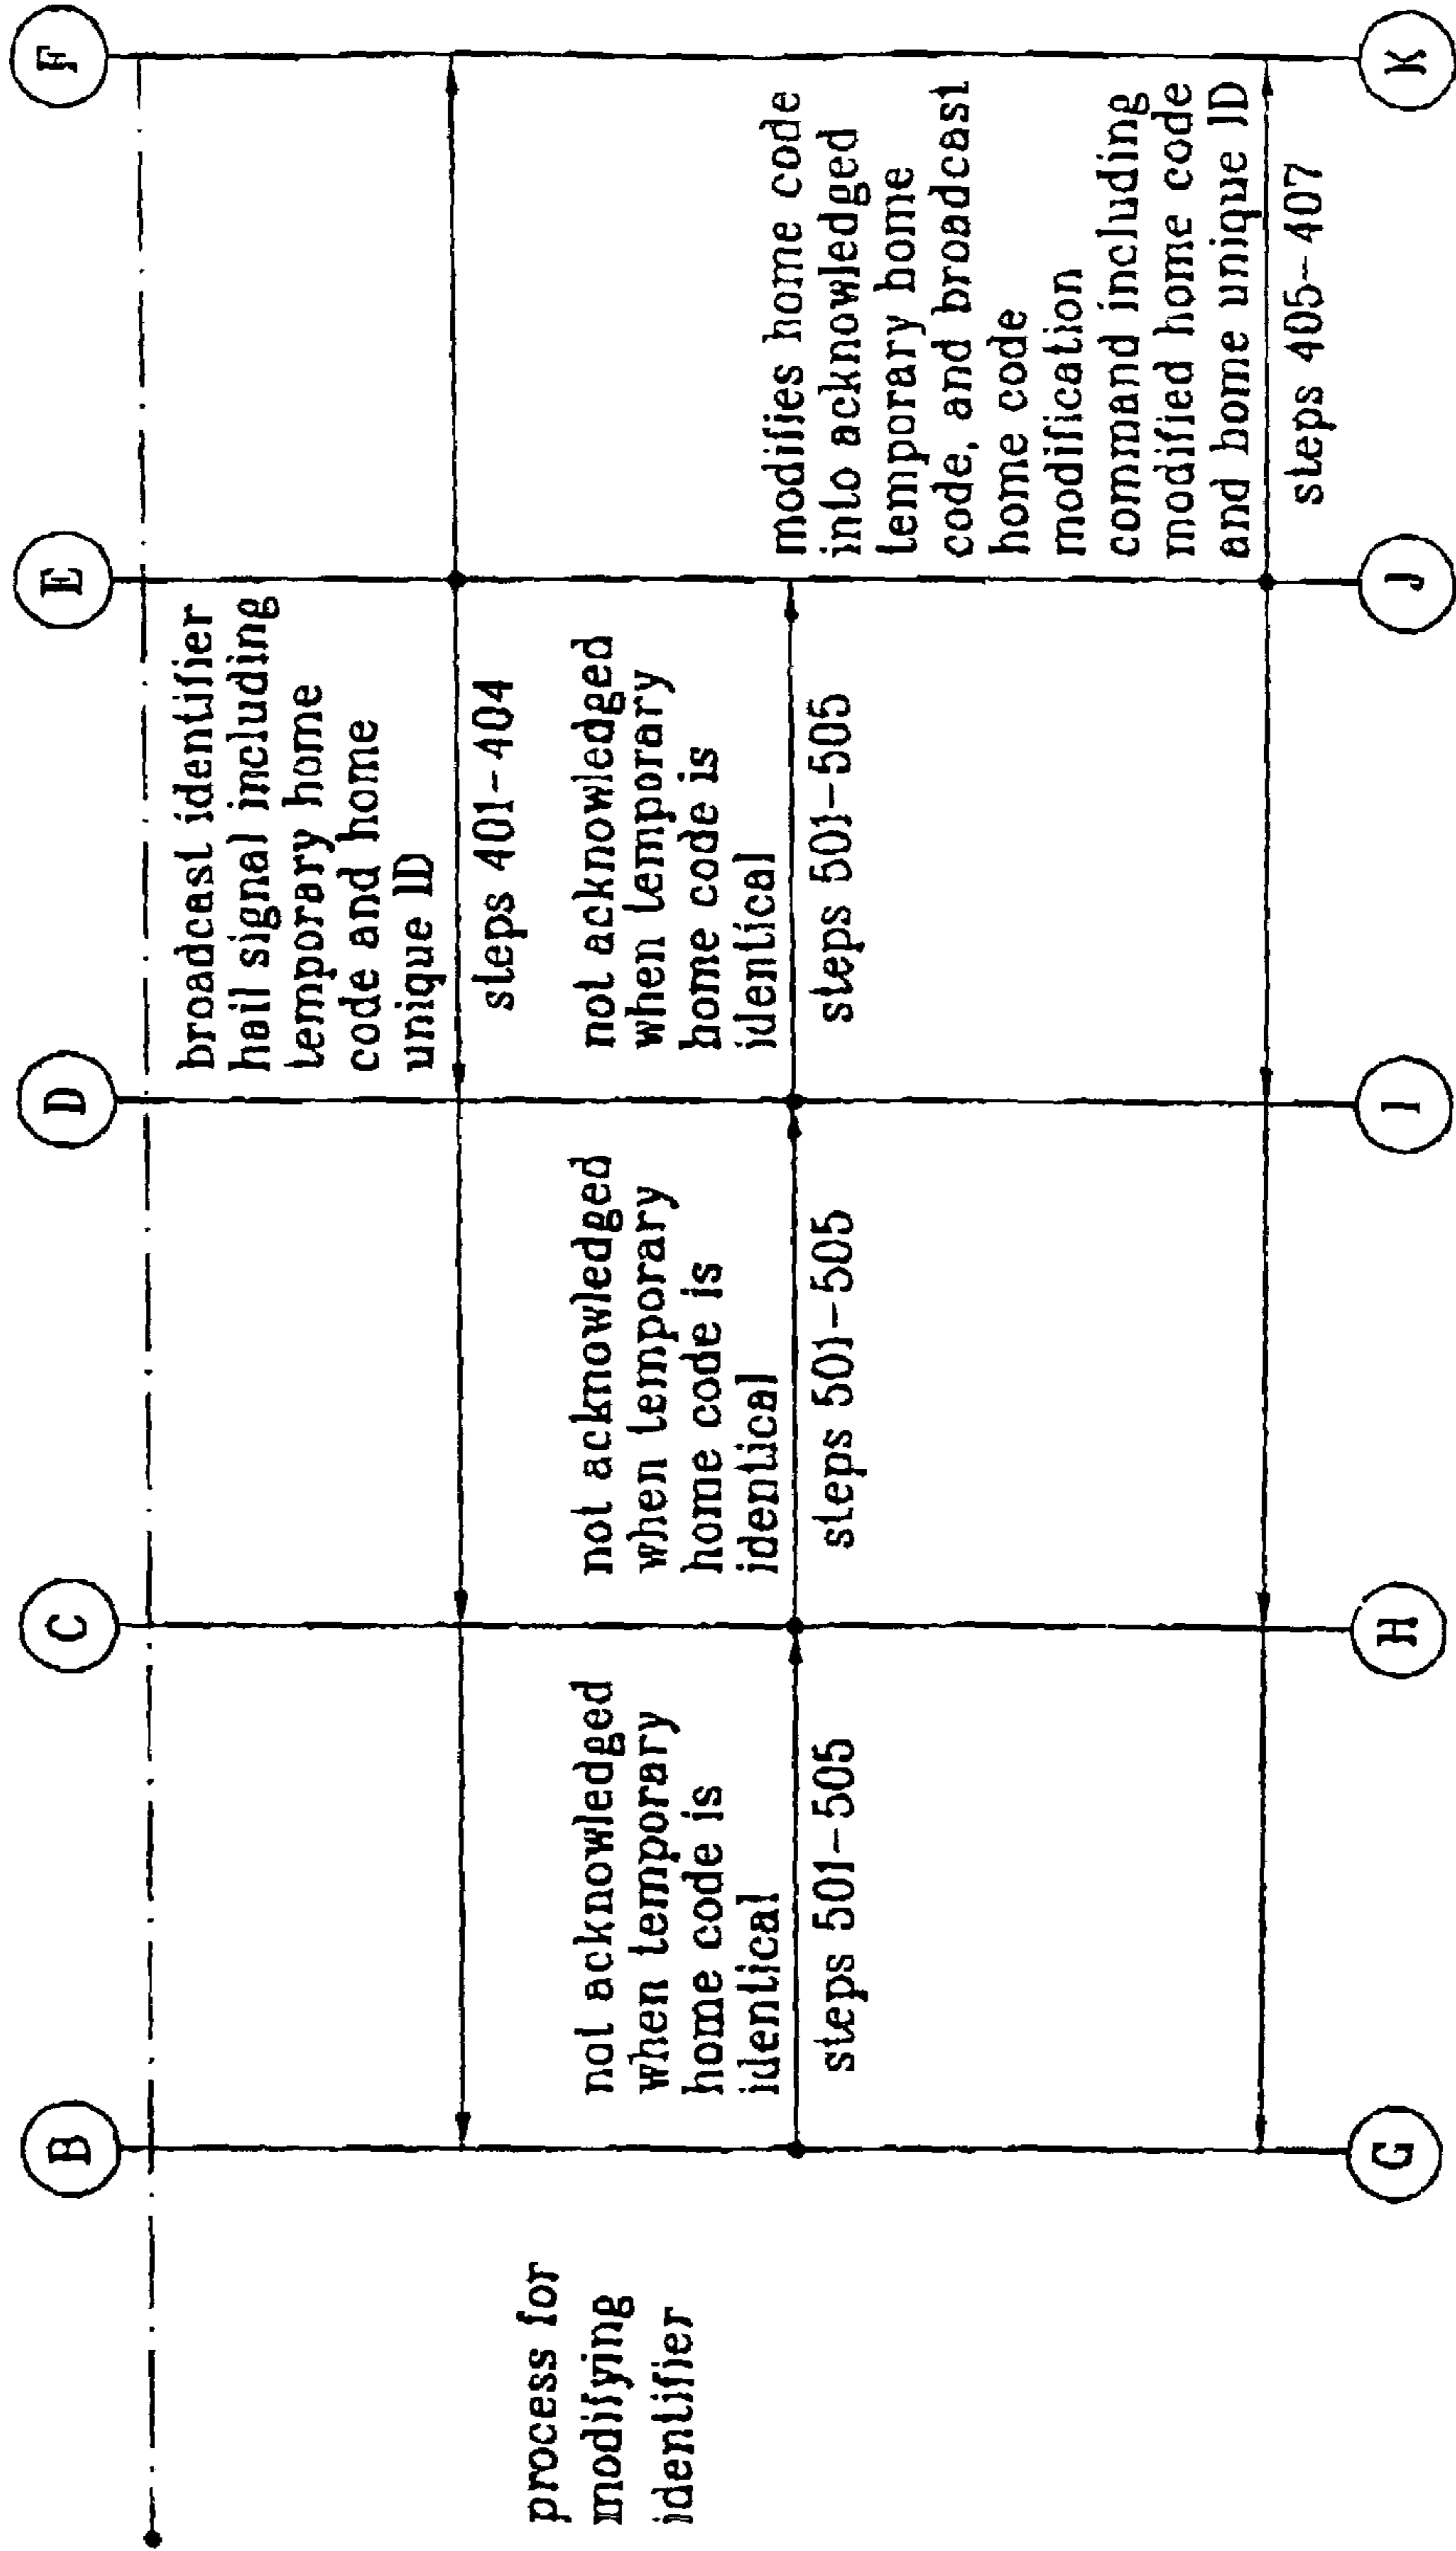 B
C
D
E
F
process for
modifying
identifier
broadcast identifier
hail signal including
temporary home
code and home
unique ID
steps 401-404
not acknowledged
when temporary
home code is
identical
steps 501-505
not acknowledged
when temporary
home code is
identical
steps 501-505
not acknowledged
when temporary
home code is
identical
steps 501-505
modifies home code
into acknowledged
temporary home
code, and broadcast
home code
modification
command including
modified home code
and home unique ID
steps 405-407
G
H
I
J
K